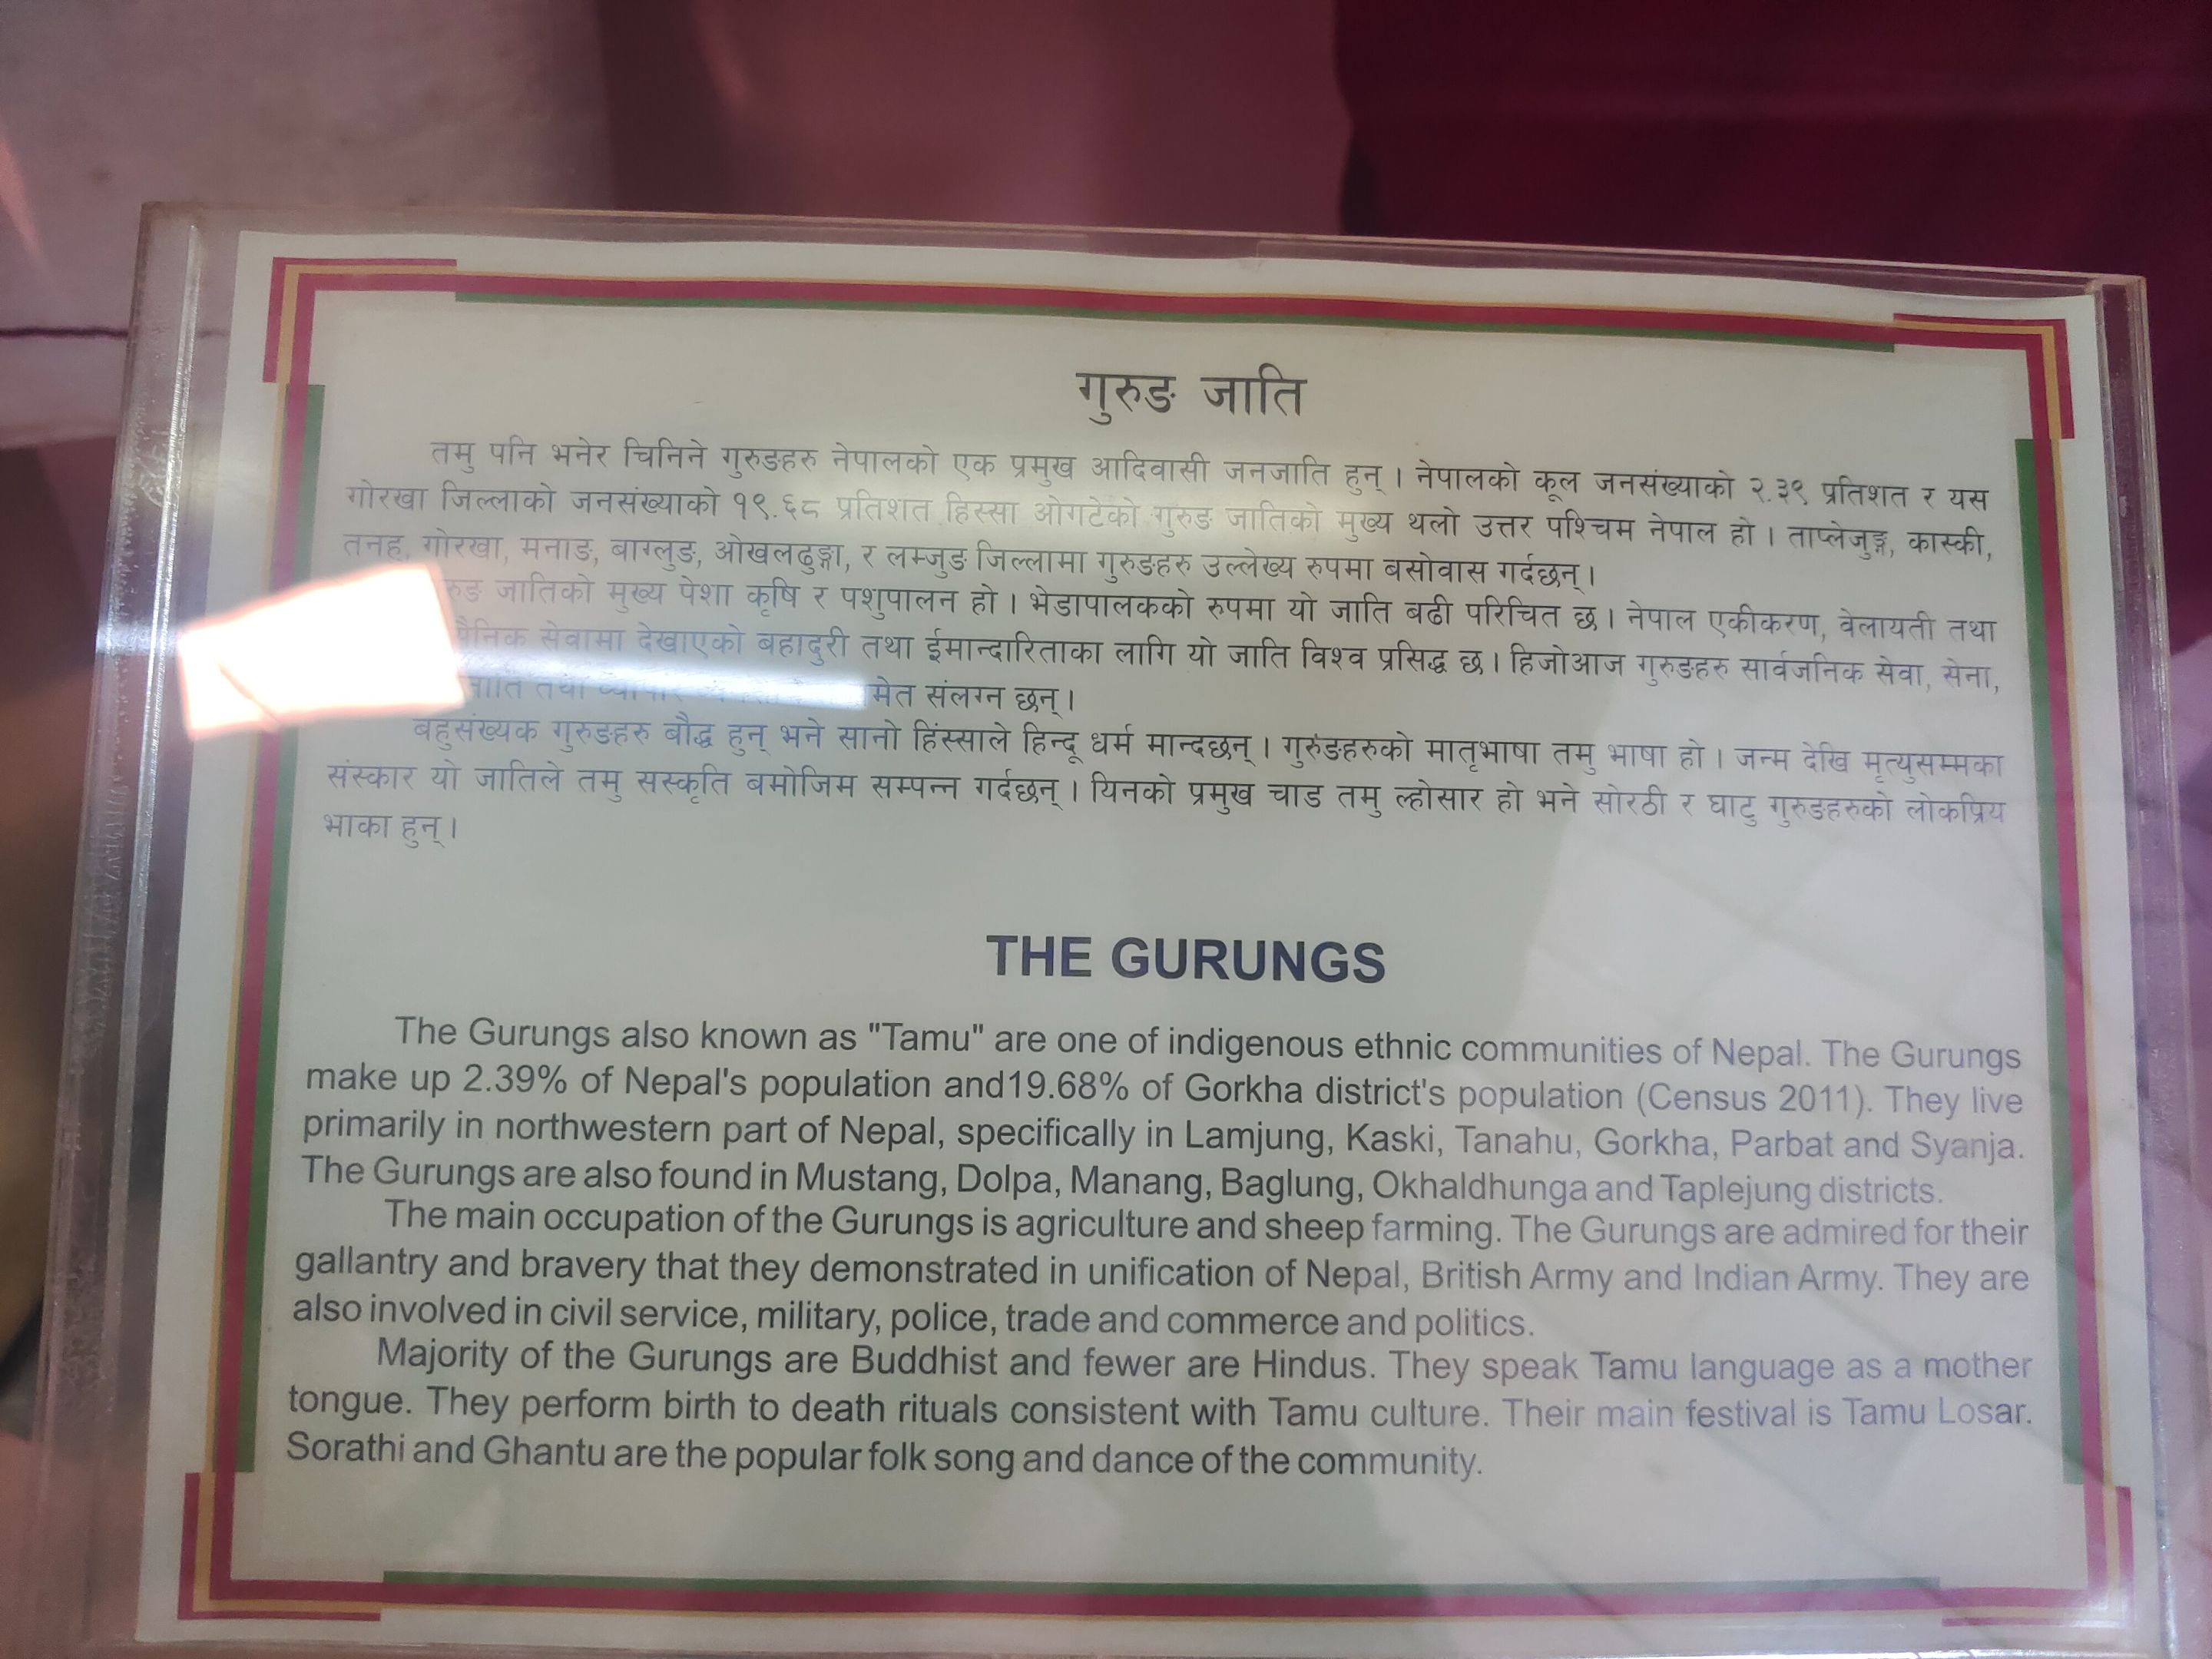 गुरुङ जाति
तमु पनि भनेर चिनिने गुरुङहरु नेपालको एक प्रमुख आदिवासी जनजाति हुन् । नेपालको कूल जनसंख्याको २.३९ प्रतिशत र यस
गोरखा जिल्लाको जनसंख्याको १९.६८ प्रतिशत हिस्सा ओगटेको गुरुङ जातिको मुख्य थलो उत्तर पश्चिम नेपाल हो । ताप्लेजुङ्ग, कास्की,
तनहु, गोरखा, मनाङ, बाग्लुङ, ओखलढुङ्गा, र लम्जुङ जिल्लामा गुरुङहरु उल्लेख्य रुपमा बसोवास गर्दछन् ।
जातिको मुख्य पेशा कृषि र पशुपालन हो । भेडापालकको रुपमा यो जाति बढी परिचित छ । नेपाल एकीकरण, वेलायती तथा
सेवामा देखाएको बहादुरी तथा ईमान्दारिताका लागि यो जाति विश्व प्रसिद्ध छ । हिजोआज गुरुङहरु सार्वजनिक सेवा, सेना,
तथा संलग्न छन् ।
बहुसंख्यक गुरुङहरु बौद्ध हुन् भने सानो हिंस्साले हिन्दू धर्म मान्दछन् । गुरुङहरुको मातृभाषा तमु भाषा हो । जन्म देखि मृत्युसम्मका
संस्कार यो जातिले तमु सस्कृति बमोजिम सम्पन्न गर्दछन् । यिनको प्रमुख चाड तमु ल्होसार हो भने सोरठी र घाटु गुरुङहरुको लोकप्रिय
भाका हुन् ।
THE GURUNGS
The Gurungs also known as "Tamu" are one of indigenous ethnic communities of Nepal. The Gurungs
make up 2.39% of Nepal's population and19.68% of Gorkha district's population (Census 2011). They live
primarily in northwestern part of Nepal, specifically in Lamjung, Kaski, Tanahu, Gorkha, Parbat and Syanja.
The Gurungs are also found in Mustang, Dolpa, Manang, Baglung, Okhaldhunga and Taplejung districts.
The main occupation of the Gurungs is agriculture and sheep farming. The Gurungs are admired for their
gallantry and bravery that they demonstrated in unification of Nepal, British Army and Indian Army. They are
also involved in civil service, military, police, trade and commerce and politics.
Majority of the Gurungs are Buddhist and fewer are Hindus. They speak Tamu language as a mother
tongue. They perform birth to death rituals consistent with Tamu culture. Their main festival is Tamu Losar.
Sorathi and Ghantu are the popular folk song and dance of the community.